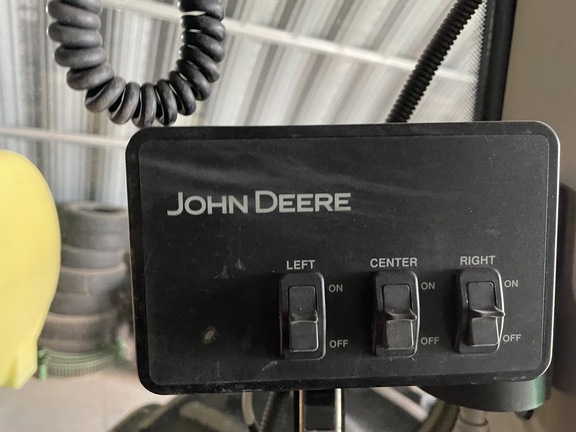 JOHN DEERE
LEFT CENTER RIGHT
ON ON ON
OFF OFF OFF